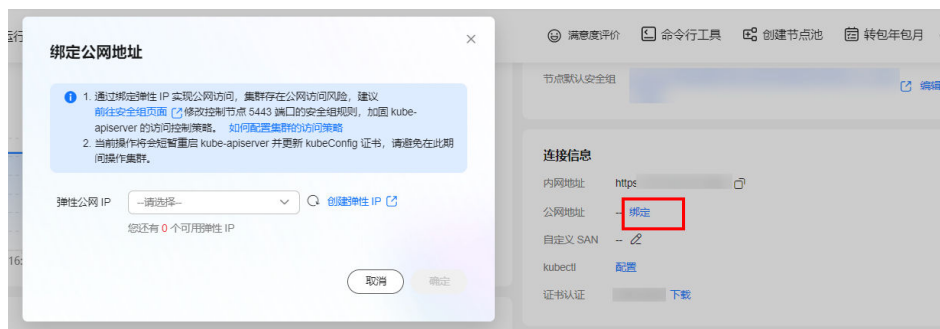 行
绑定公网地址
1. 通过绑定弹性 IP 实现公网访问，集群存在公网访问风险，建议
前往安全组页面 修改控制节点 5443 端口的安全组规则，加固 kube-
apiserver 的访问控制策略。 如何配置集群的访问策略
2. 当前操作将会短暂重启 kube-apiserver 并更新 kubeConfig 证书，请避免在此期
间操作集群。
弹性公网 IP --请选择-- 创建弹性 IP
您还有 0 个可用弹性 IP
16:
取消 确定
满意度评价 命令行工具 创建节点池 转包年包月
节点默认安全组
编辑
连接信息
内网地址 https
公网地址 -- 绑定
自定义 SAN --
kubectl 配置
证书认证 下载